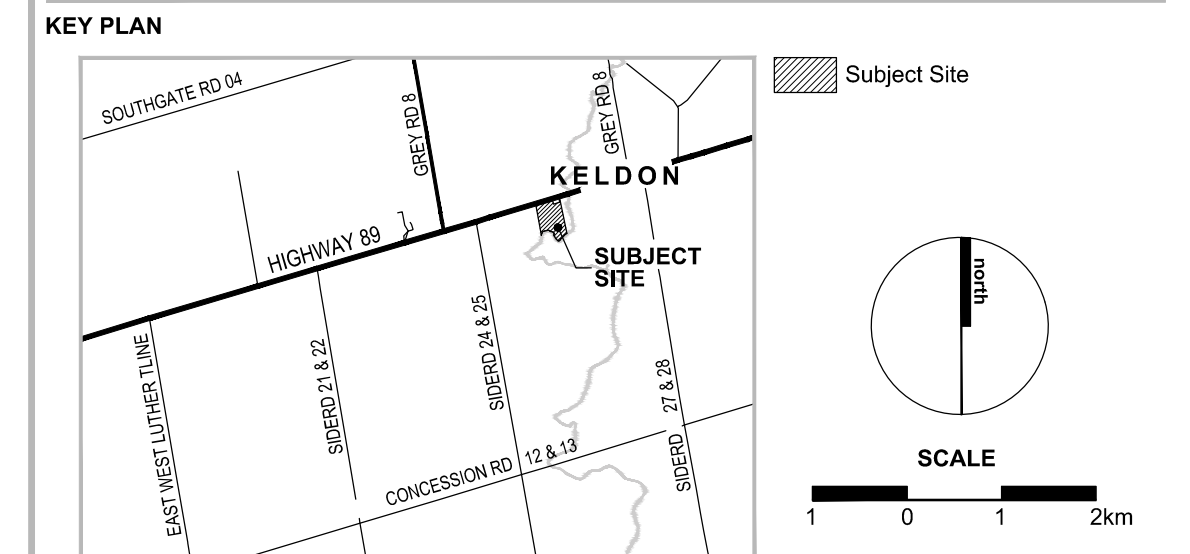 KEY PLAN
SOUTHGATE RD 04
GREY RD 8
GREY RD 8
Subject Site
KELDON
HIGHWAY 89
SUBJECT
SITE
north
EAST WEST LUTHER TLINE
SIDERD 21 & 22
SIDERD 24 & 25
SIDERD 27 & 28
CONCESSION RD 12 & 13
SCALE
1 0 1 2km